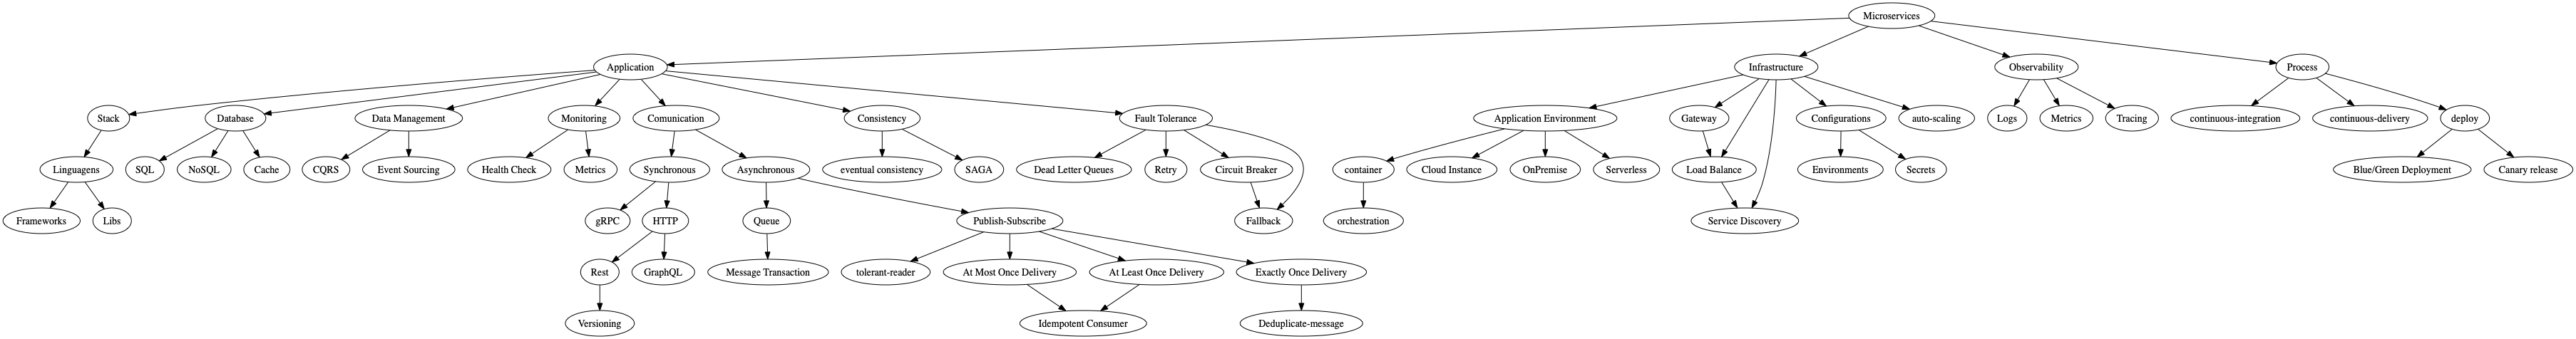 Microservices
Application
Infrastructure
Observability
Process
Stack
Database
Data Management
Monitoring
Comunication
Consistency
Fault Tolerance
Application Environment
Gateway
Configurations
auto-scaling
Logs
Metrics
Tracing
continuous-integration
continuous-delivery
deploy
Linguagens
SQL
NoSQL
Cache
CQRS
Event Sourcing
Health Check
Metrics
Synchronous
Asynchronous
eventual consistency
SAGA
Dead Letter Queues
Retry
Circuit Breaker
container
Cloud Instance
OnPremise
Serverless
Load Balance
Environments
Secrets
Blue/Green Deployment
Canary release
Frameworks
Libs
gRPC
HTTP
Queue
Publish-Subscribe
Fallback
orchestration
Service Discovery
Rest
GraphQL
Message Transaction
tolerant-reader
At Most Once Delivery
At Least Once Delivery
Exactly Once Delivery
Versioning
Idempotent Consumer
Deduplicate-message